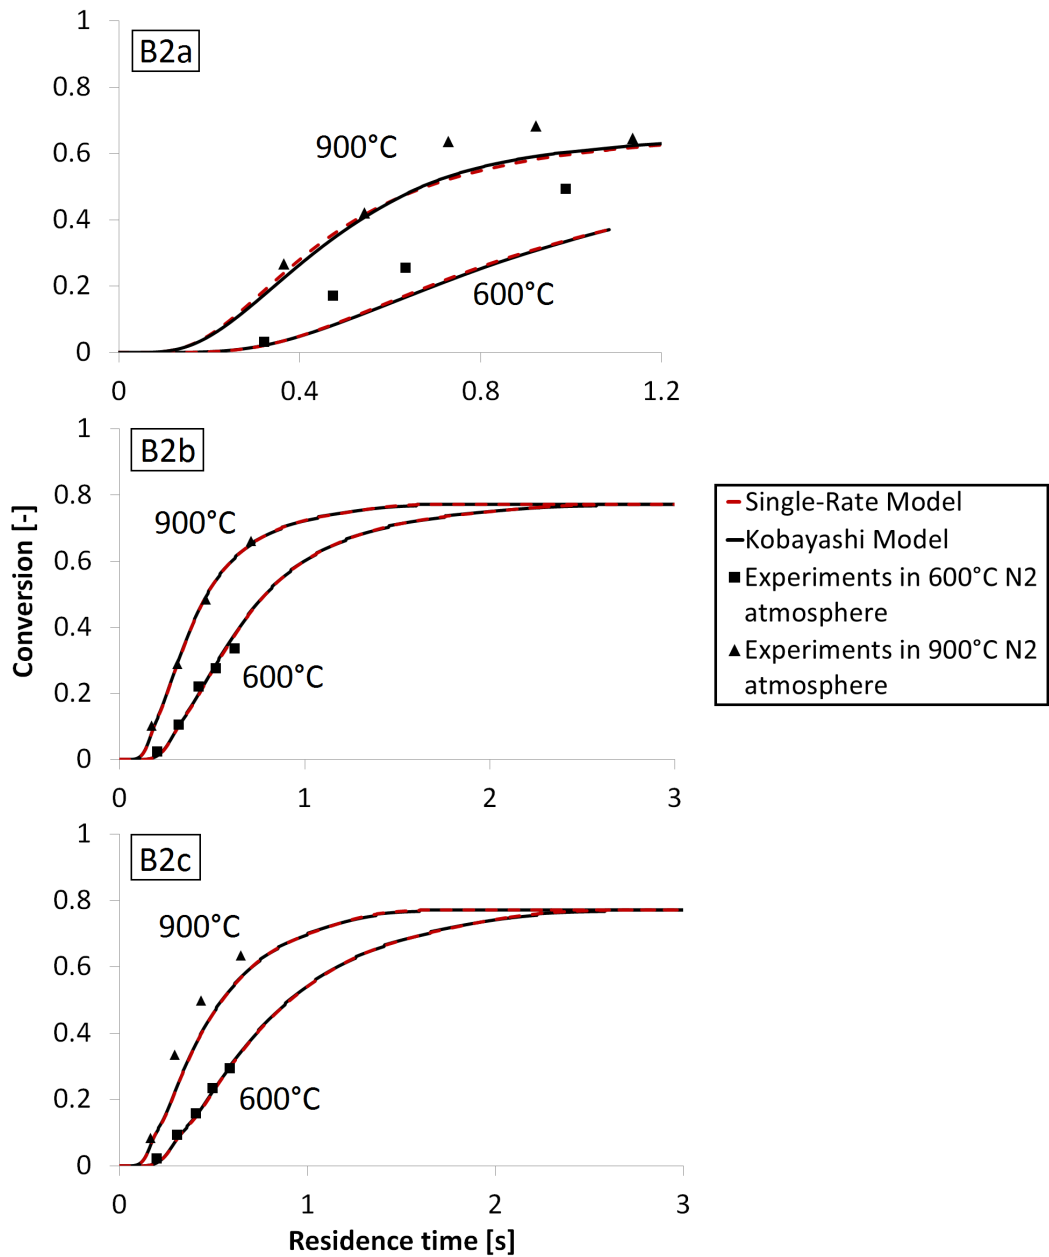 1
B2a
0.8
900°C
0.6
0.4
0.2
600°C
0
0 0.4 0.8 1.2
1
B2b
0.8
900°C
0.6
0.4
600°C
0.2
0
0 1 2 3
Conversion [-]
Single-Rate Model
Kobayashi Model
Experiments in 600°C N2
atmosphere
Experiments in 900°C N2
atmosphere
1
B2c
0.8
900°C
0.6
0.4
0.2
600°C
0
0 1 2 3
Residence time [s]